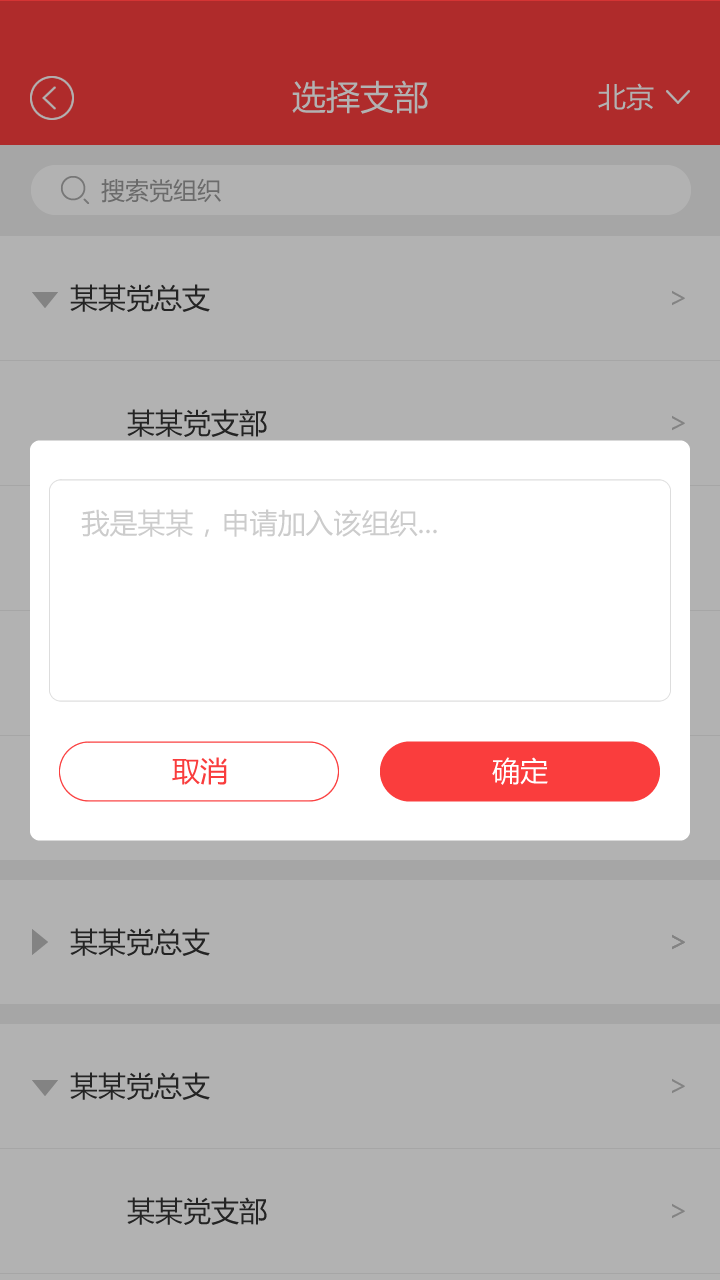 选择支部
北京
搜索党组织
某某党总支 >
某某党支部 >
我是某某，申请加入该组织...
取消
确定
某某党总支 >
某某党总支 >
某某党支部 >